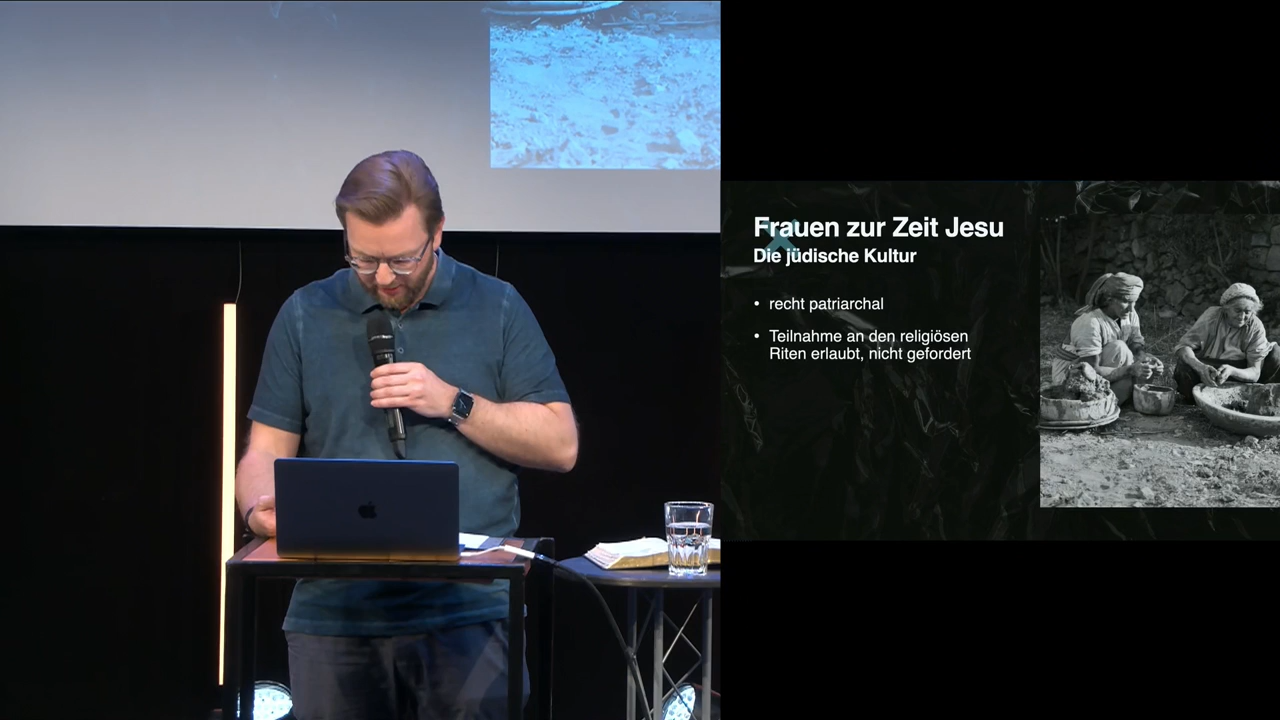 Frauen zur Zeit Jesu
Die jüdische Kultur
• recht patriarchal
• Teilnahme an den religiösen
Riten erlaubt, nicht gefordert